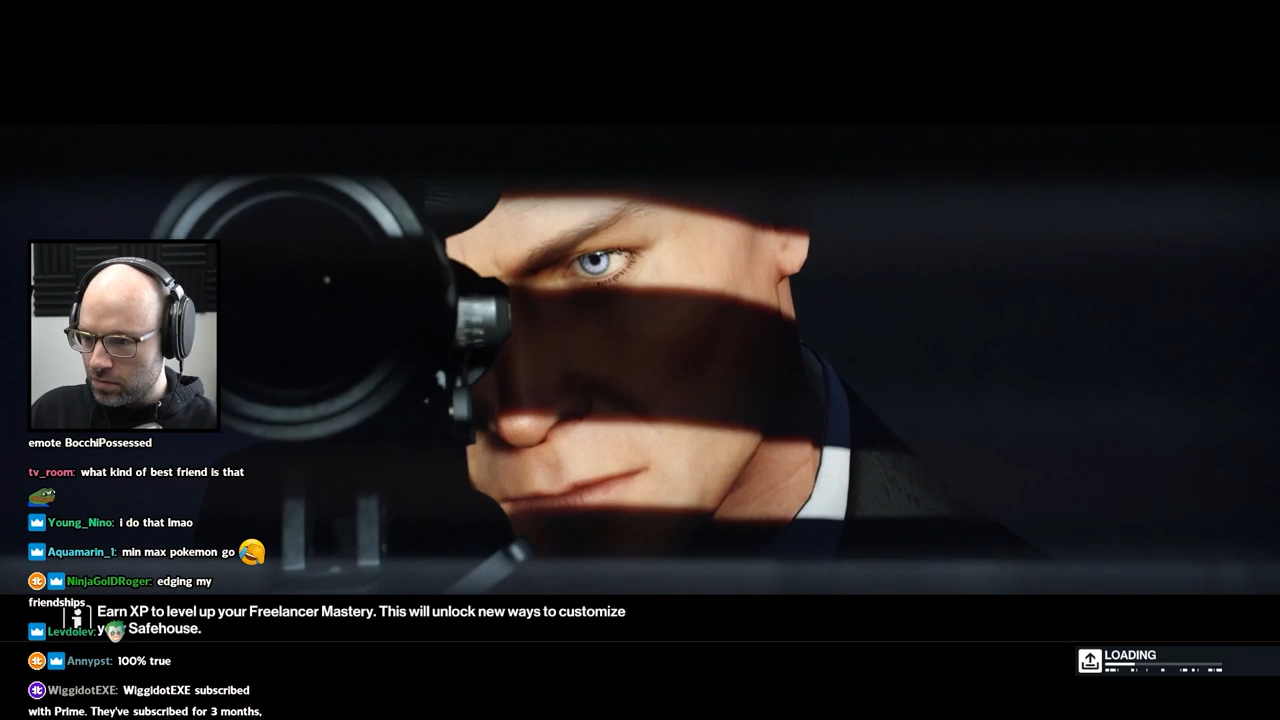 emote BocchiPossessed
tv_room: what kind of best friend is that
Young_Nino: i do that lmao
Aquamarin_1: min max pokemon go
NinjaGolDRoger: edging my
friendships
Earn XP to level up your Freelancer Mastery. This will unlock new ways to customize
Levdolev: Safehouse.
Annypst: 100% true
LOADING
WiggidotEXE: WiggidotEXE subscribed
with Prime. They've subscribed for 3 months,